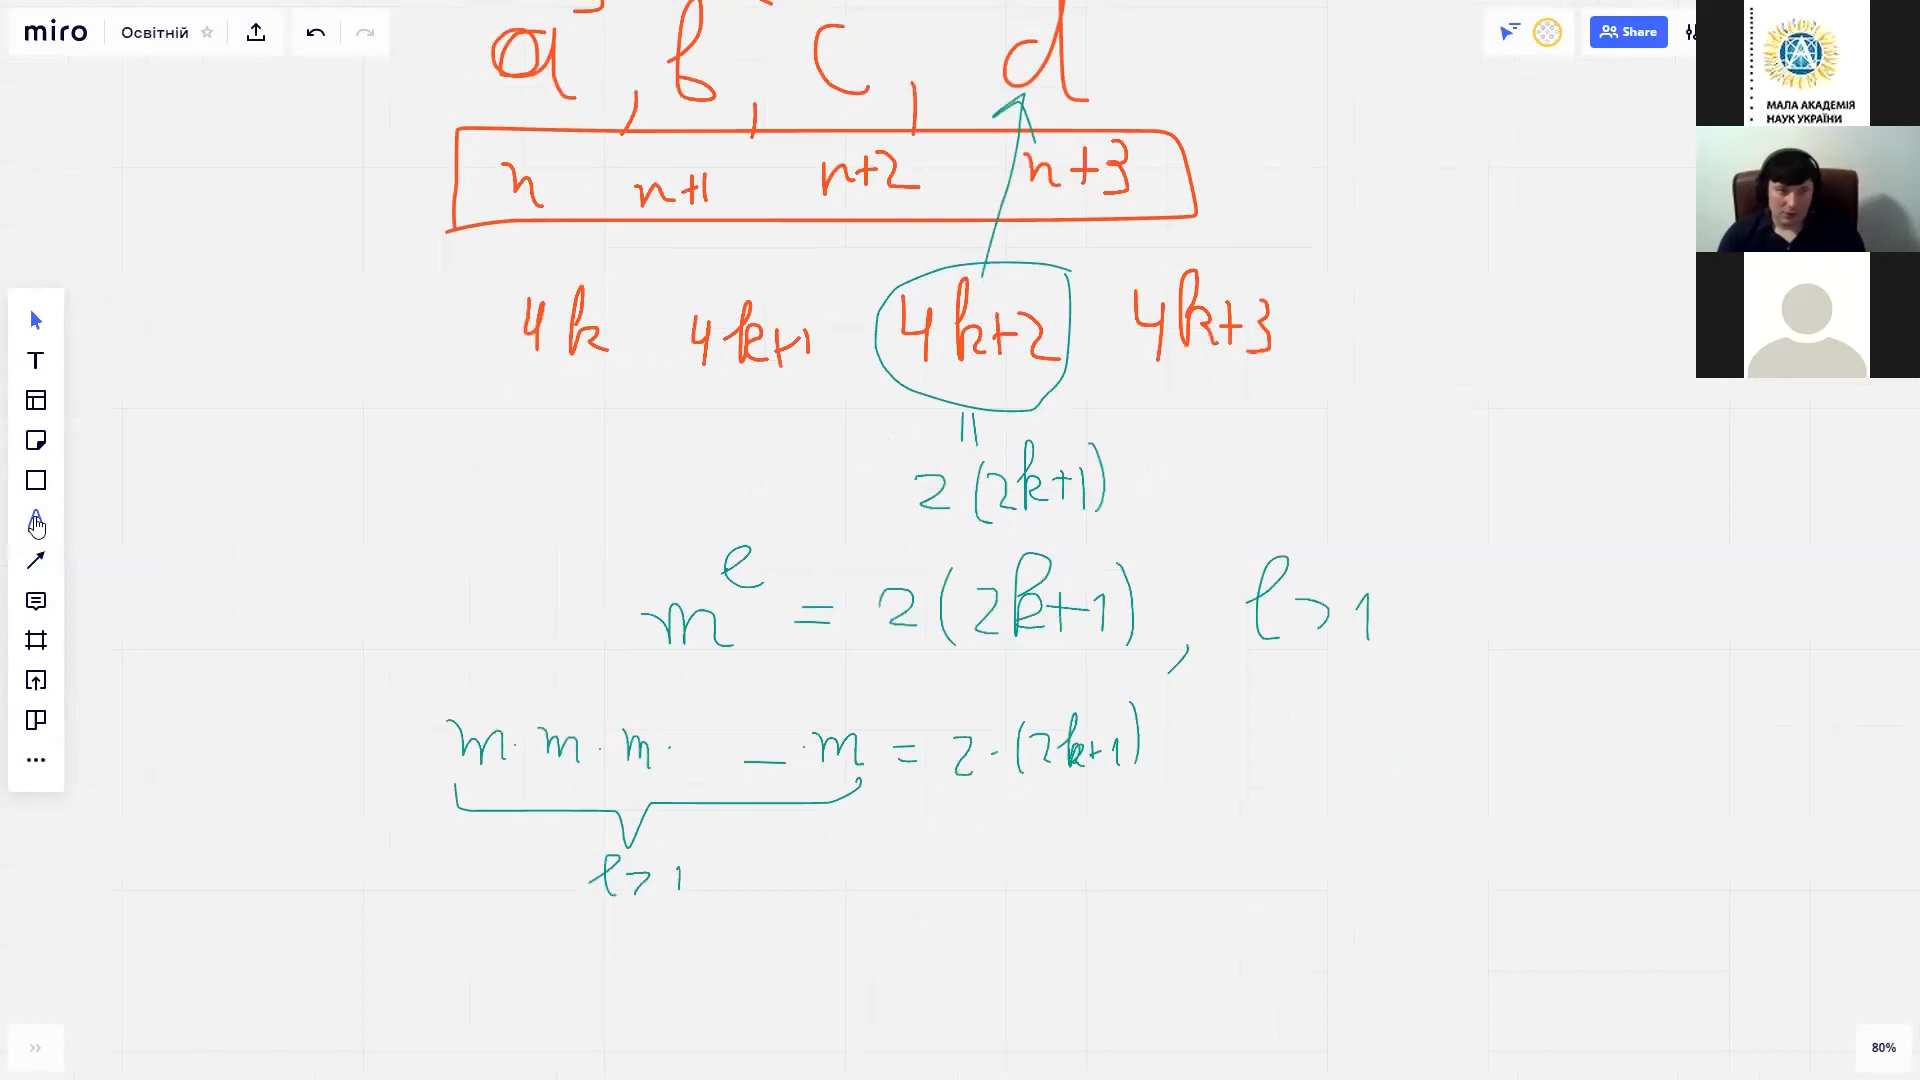 miro
Освітній
Share
МАЛА АКАДЕМІЯ
НАУК УКРАЇНИ
a, b, c, d
n n+1 n+2 n+3
4k 4k+1 4k+2 4k+3
2(2k+1)
m^l = 2(2k+1), l > 1
m·m·m· _ ·m = 2·(2k+1)
l > 1
80%